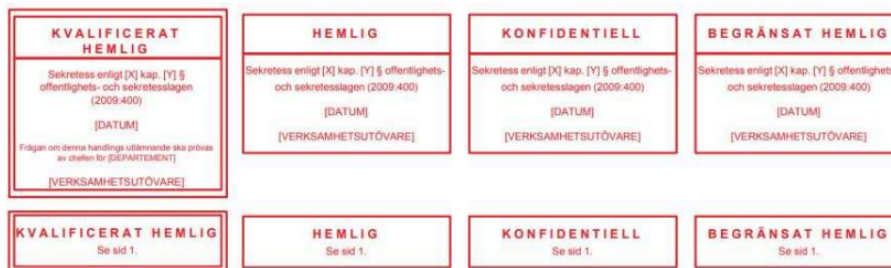 KVALIFICERAT
HEMLIG
Sekretess enligt [X] kap. [Y] §
offentlighets- och sekretesslagen
(2009:400)
[DATUM]
Frågan om denna handlings utlämnande ska prövas
av chefen för [DEPARTEMENT]
[VERKSAMHETSUTÖVARE]
HEMLIG
Sekretess enligt [X] kap. [Y] § offentlighets-
och sekretesslagen (2009:400)
[DATUM]
[VERKSAMHETSUTÖVARE]
KONFIDENTIELL
Sekretess enligt [X] kap. [Y] § offentlighets-
och sekretesslagen (2009:400)
[DATUM]
[VERKSAMHETSUTÖVARE]
BEGRÄNSAT HEMLIG
Sekretess enligt [X] kap. [Y] § offentlighets
och sekretesslagen (2009:400)
[DATUM]
[VERKSAMHETSUTÖVARE]
KVALIFICERAT HEMLIG
Se sid 1.
HEMLIG
Se sid 1.
KONFIDENTIELL
Se sid 1.
BEGRÄNSAT HEMLIG
Se sid 1.